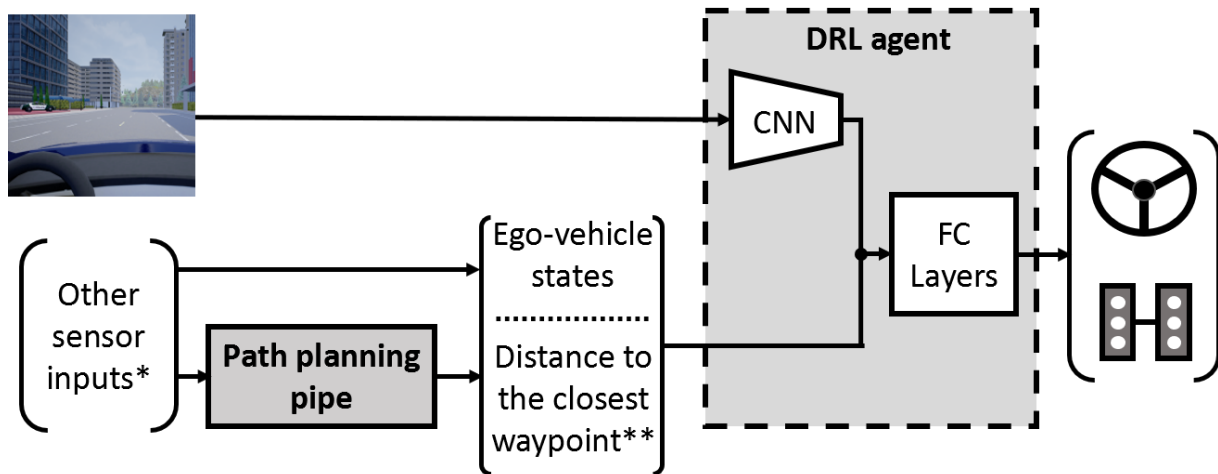 DRL agent
CNN
FC
Layers
Ego-vehicle
states
Distance to
the closest
waypoint**
Other
sensor
inputs*
Path planning
pipe